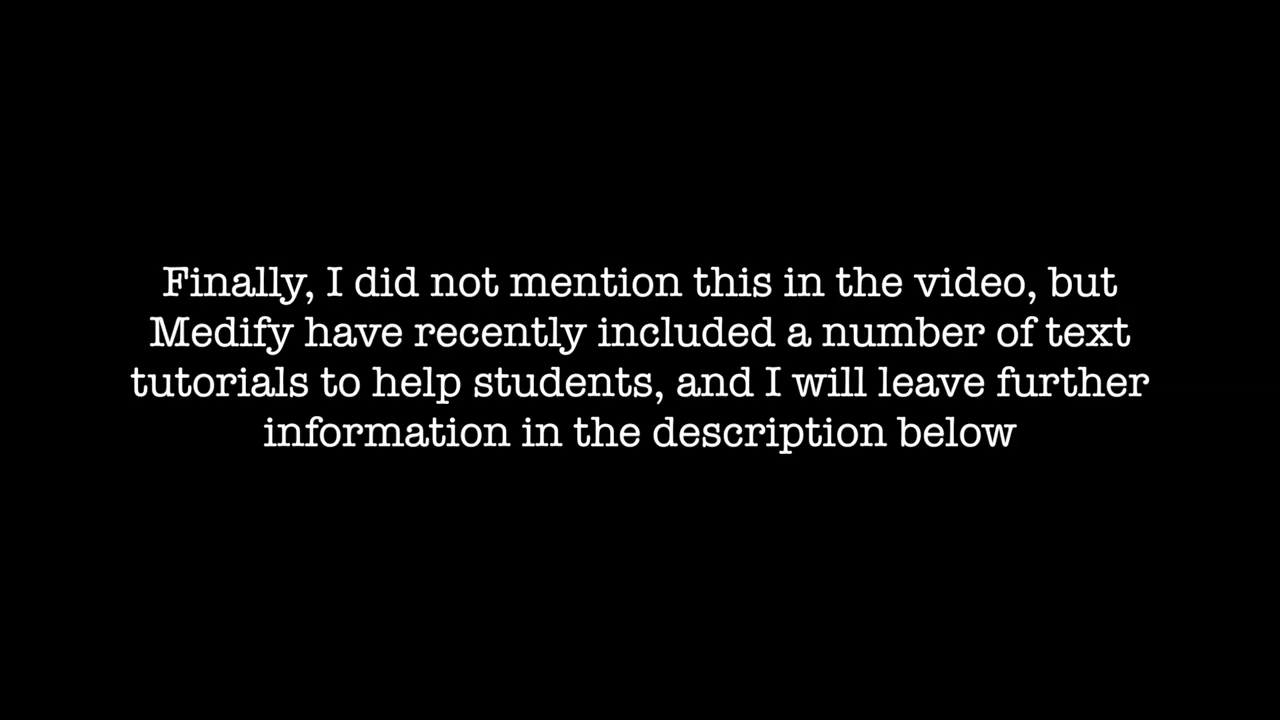 Finally, I did not mention this in the video, but
Medify have recently included a number of text
tutorials to help students, and I will leave further
information in the description below